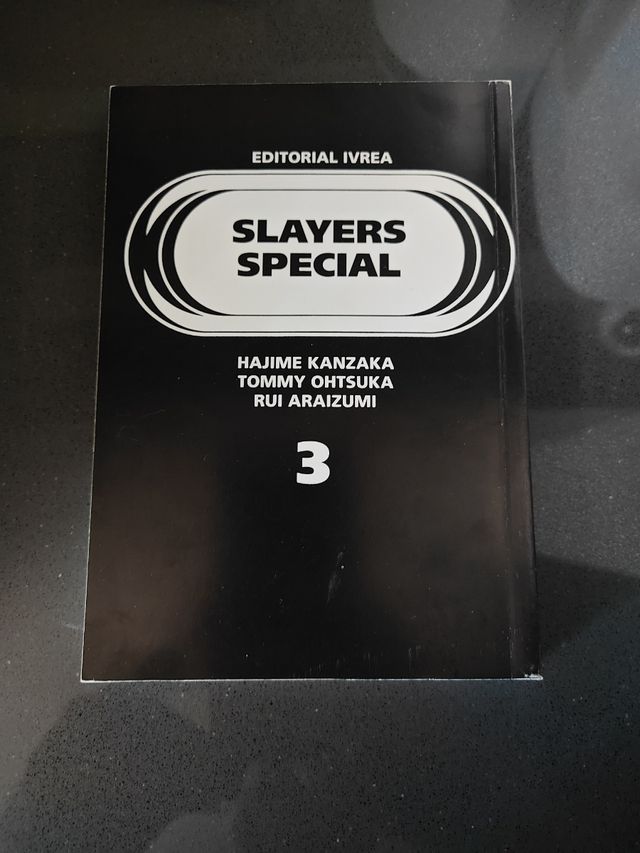 EDITORIAL IVREA
SLAYERS
SPECIAL
HAJIME KANZAKA
TOMMY OHTSUKA
RUI ARAIZUMI
3